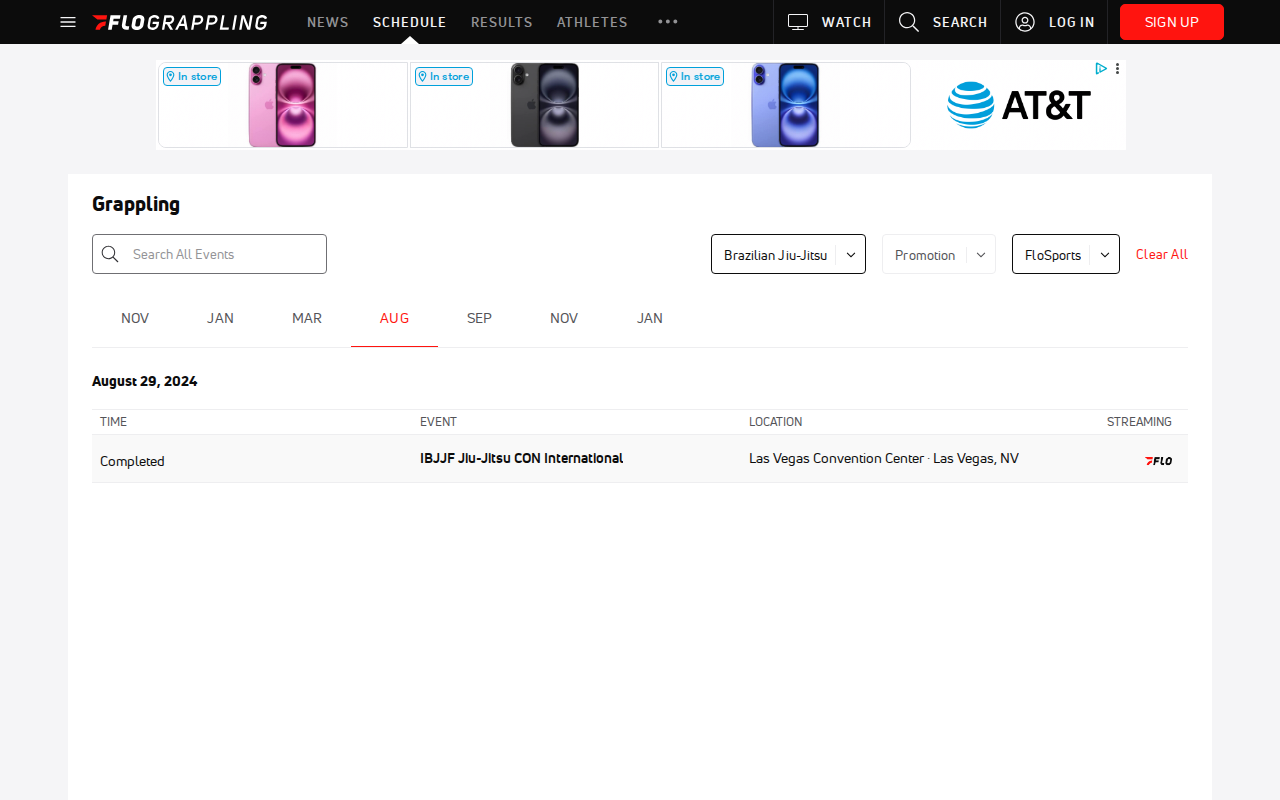 FLOGRAPPLING NEWS SCHEDULE RESULTS ATHLETES WATCH SEARCH LOG IN SIGN UP
In store In store In store AT&T
Grappling
Search All Events Brazilian Jiu-Jitsu Promotion FloSports Clear All
NOV JAN MAR AUG SEP NOV JAN
August 29, 2024
TIME EVENT LOCATION STREAMING
Completed IBJJF Jiu-Jitsu CON International Las Vegas Convention Center · Las Vegas, NV FLO